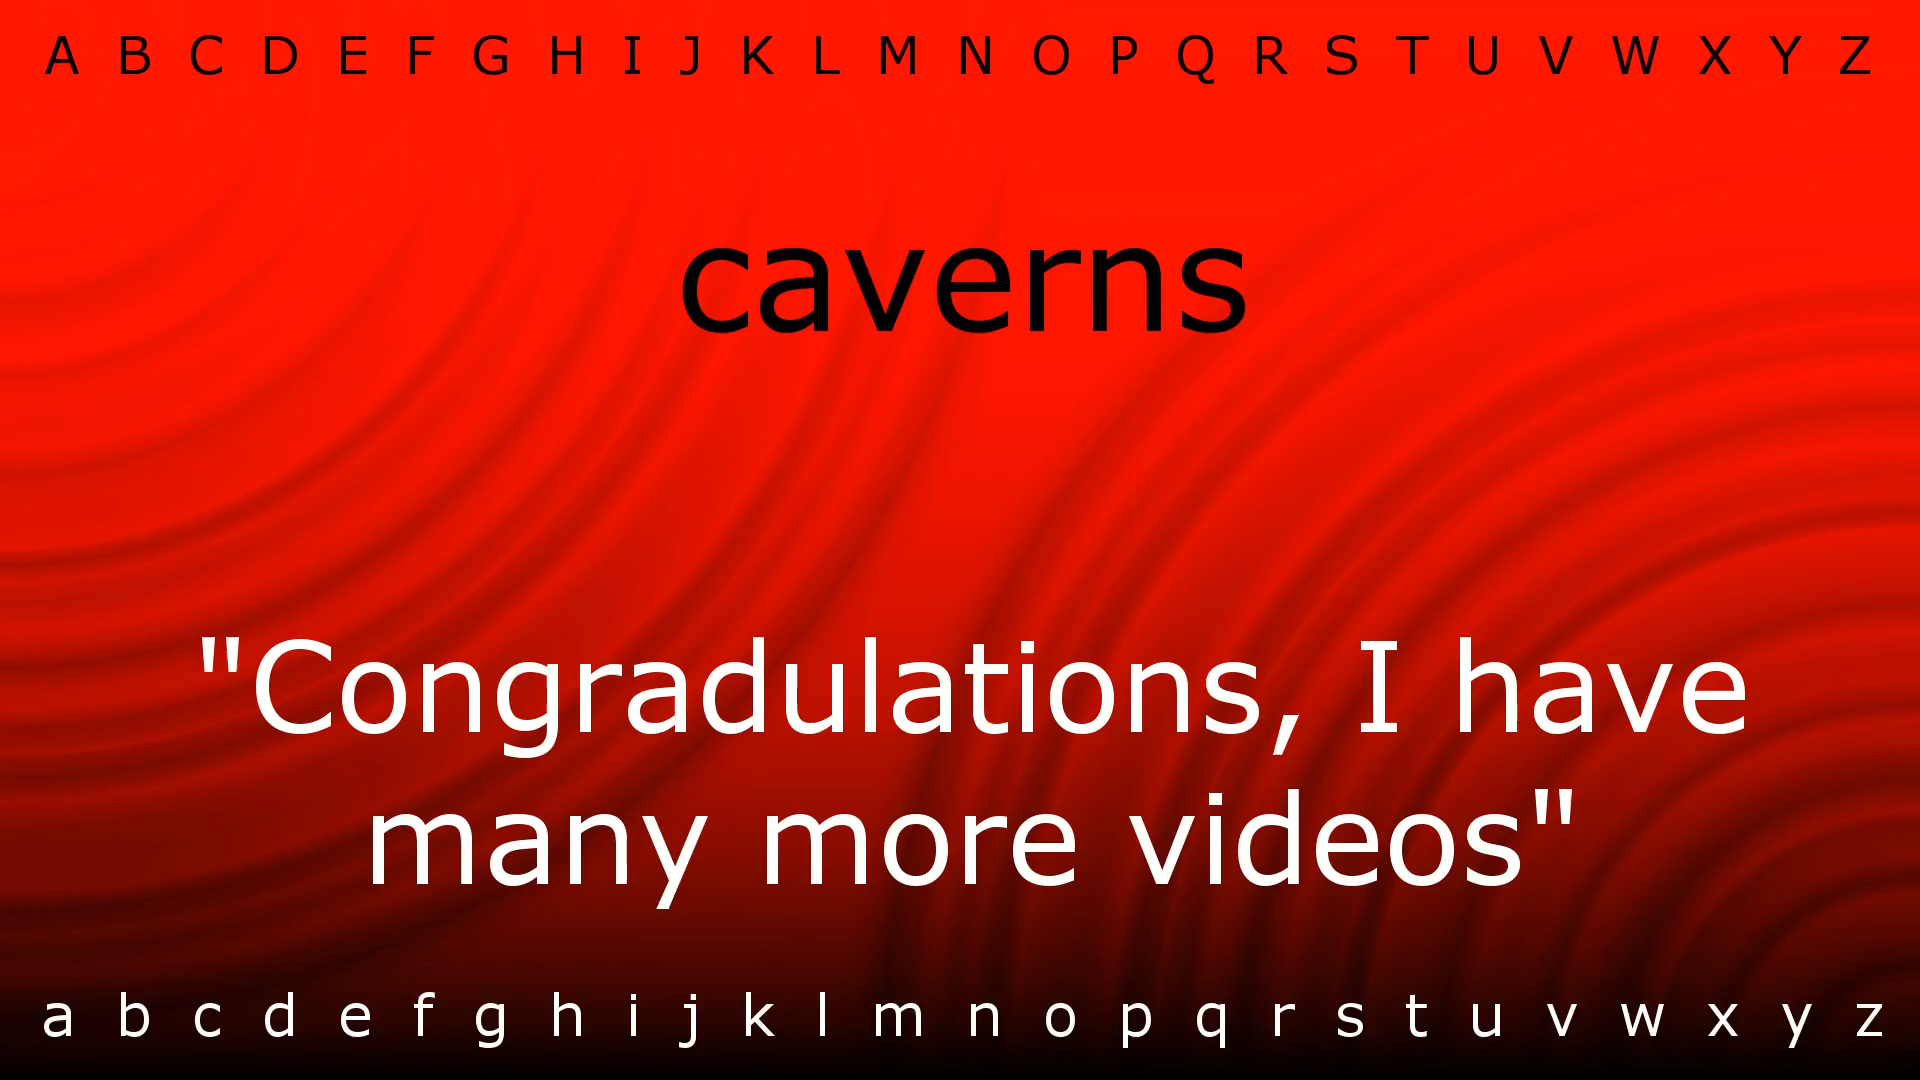 A B C D E F G H I J K L M N O P Q R S T U V W X Y Z
caverns
"Congradulations, I have
many more videos"
a b c d e f g h i j k l m n o p q r s t u v w x y z